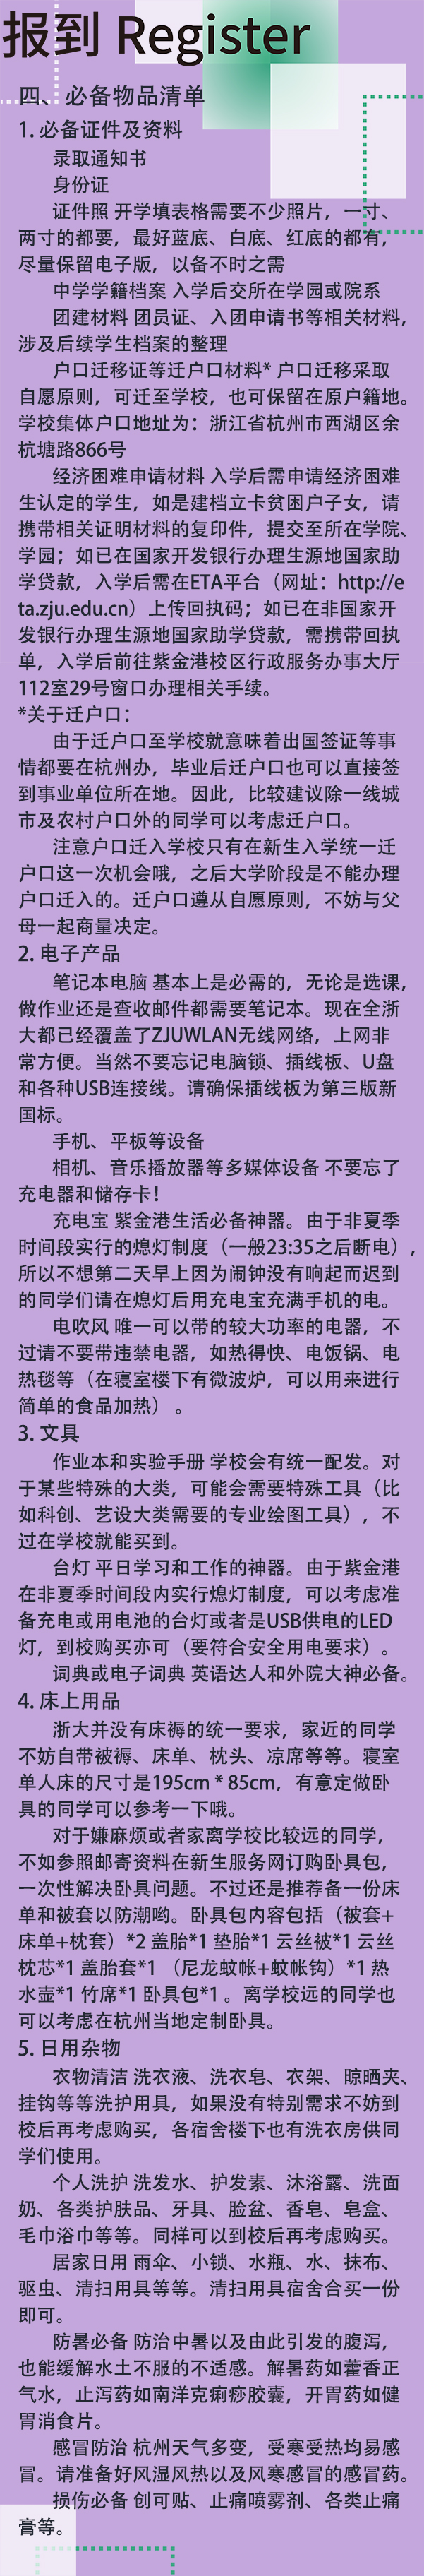 报到 Register
四、必备物品清单
1. 必备证件及资料
录取通知书
身份证
证件照 开学填表格需要不少照片，一寸、
两寸的都要，最好蓝底、白底、红底的都有，
尽量保留电子版，以备不时之需
中学学籍档案 入学后交所在学园或院系
团建材料 团员证、入团申请书等相关材料，
涉及后续学生档案的整理
户口迁移证等迁户口材料* 户口迁移采取
自愿原则，可迁至学校，也可保留在原户籍地。
学校集体户口地址为：浙江省杭州市西湖区余
杭塘路866号
经济困难申请材料 入学后需申请经济困难
生认定的学生，如是建档立卡贫困户子女，请
携带相关证明材料的复印件，提交至所在学院、
学园；如已在国家开发银行办理生源地国家助
学贷款，入学后需在ETA平台（网址：http://e
ta.zju.edu.cn）上传回执码；如已在非国家开
发银行办理生源地国家助学贷款，需携带回执
单，入学后前往紫金港校区行政服务办事大厅
112室29号窗口办理相关手续。
*关于迁户口：
由于迁户口至学校就意味着出国签证等事
情都要在杭州办，毕业后迁户口也可以直接签
到事业单位所在地。因此，比较建议除一线城
市及农村户口外的同学可以考虑迁户口。
注意户口迁入学校只有在新生入学统一迁
户口这一次机会哦，之后大学阶段是不能办理
户口迁入的。迁户口遵从自愿原则，不妨与父
母一起商量决定。
2. 电子产品
笔记本电脑 基本上是必需的，无论是选课，
做作业还是查收邮件都需要笔记本。现在全浙
大都已经覆盖了ZJUWLAN无线网络，上网非
常方便。当然不要忘记电脑锁、插线板、U盘
和各种USB连接线。请确保插线板为第三版新
国标。
手机、平板等设备
相机、音乐播放器等多媒体设备 不要忘了
充电器和储存卡！
充电宝 紫金港生活必备神器。由于非夏季
时间段实行的熄灯制度（一般23:35之后断电），
所以不想第二天早上因为闹钟没有响起而迟到
的同学们请在熄灯后用充电宝充满手机的电。
电吹风 唯一可以带的较大功率的电器，不
过请不要带违禁电器，如热得快、电饭锅、电
热毯等（在寝室楼下有微波炉，可以用来进行
简单的食品加热）。
3. 文具
作业本和实验手册 学校会有统一配发。对
于某些特殊的大类，可能会需要特殊工具（比
如科创、艺设大类需要的专业绘图工具），不
过在学校就能买到。
台灯 平日学习和工作的神器。由于紫金港
在非夏季时间段内实行熄灯制度，可以考虑准
备充电或用电池的台灯或者是USB供电的LED
灯，到校购买亦可（要符合安全用电要求）。
词典或电子词典 英语达人和外院大神必备。
4. 床上用品
浙大并没有床褥的统一要求，家近的同学
不妨自带被褥、床单、枕头、凉席等等。寝室
单人床的尺寸是195cm * 85cm，有意定做卧
具的同学可以参考一下哦。
对于嫌麻烦或者家离学校比较远的同学，
不如参照邮寄资料在新生服务网订购卧具包，
一次性解决卧具问题。不过还是推荐备一份床
单和被套以防潮哟。卧具包内容包括（被套+
床单+枕套）*2 盖胎*1 垫胎*1 云丝被*1 云丝
枕芯*1 盖胎套*1 （尼龙蚊帐+蚊帐钩）*1 热
水壶*1 竹席*1 卧具包*1 。离学校远的同学也
可以考虑在杭州当地定制卧具。
5. 日用杂物
衣物清洁 洗衣液、洗衣皂、衣架、晾晒夹、
挂钩等等洗护用具，如果没有特别需求不妨到
校后再考虑购买，各宿舍楼下也有洗衣房供同
学们使用。
个人洗护 洗发水、护发素、沐浴露、洗面
奶、各类护肤品、牙具、脸盆、香皂、皂盒、
毛巾浴巾等等。同样可以到校后再考虑购买。
居家日用 雨伞、小锁、水瓶、水、抹布、
驱虫、清扫用具等等。清扫用具宿舍合买一份
即可。
防暑必备 防治中暑以及由此引发的腹泻，
也能缓解水土不服的不适感。解暑药如藿香正
气水，止泻药如南洋克痢痧胶囊，开胃药如健
胃消食片。
感冒防治 杭州天气多变，受寒受热均易感
冒。请准备好风湿风热以及风寒感冒的感冒药。
损伤必备 创可贴、止痛喷雾剂、各类止痛
膏等。